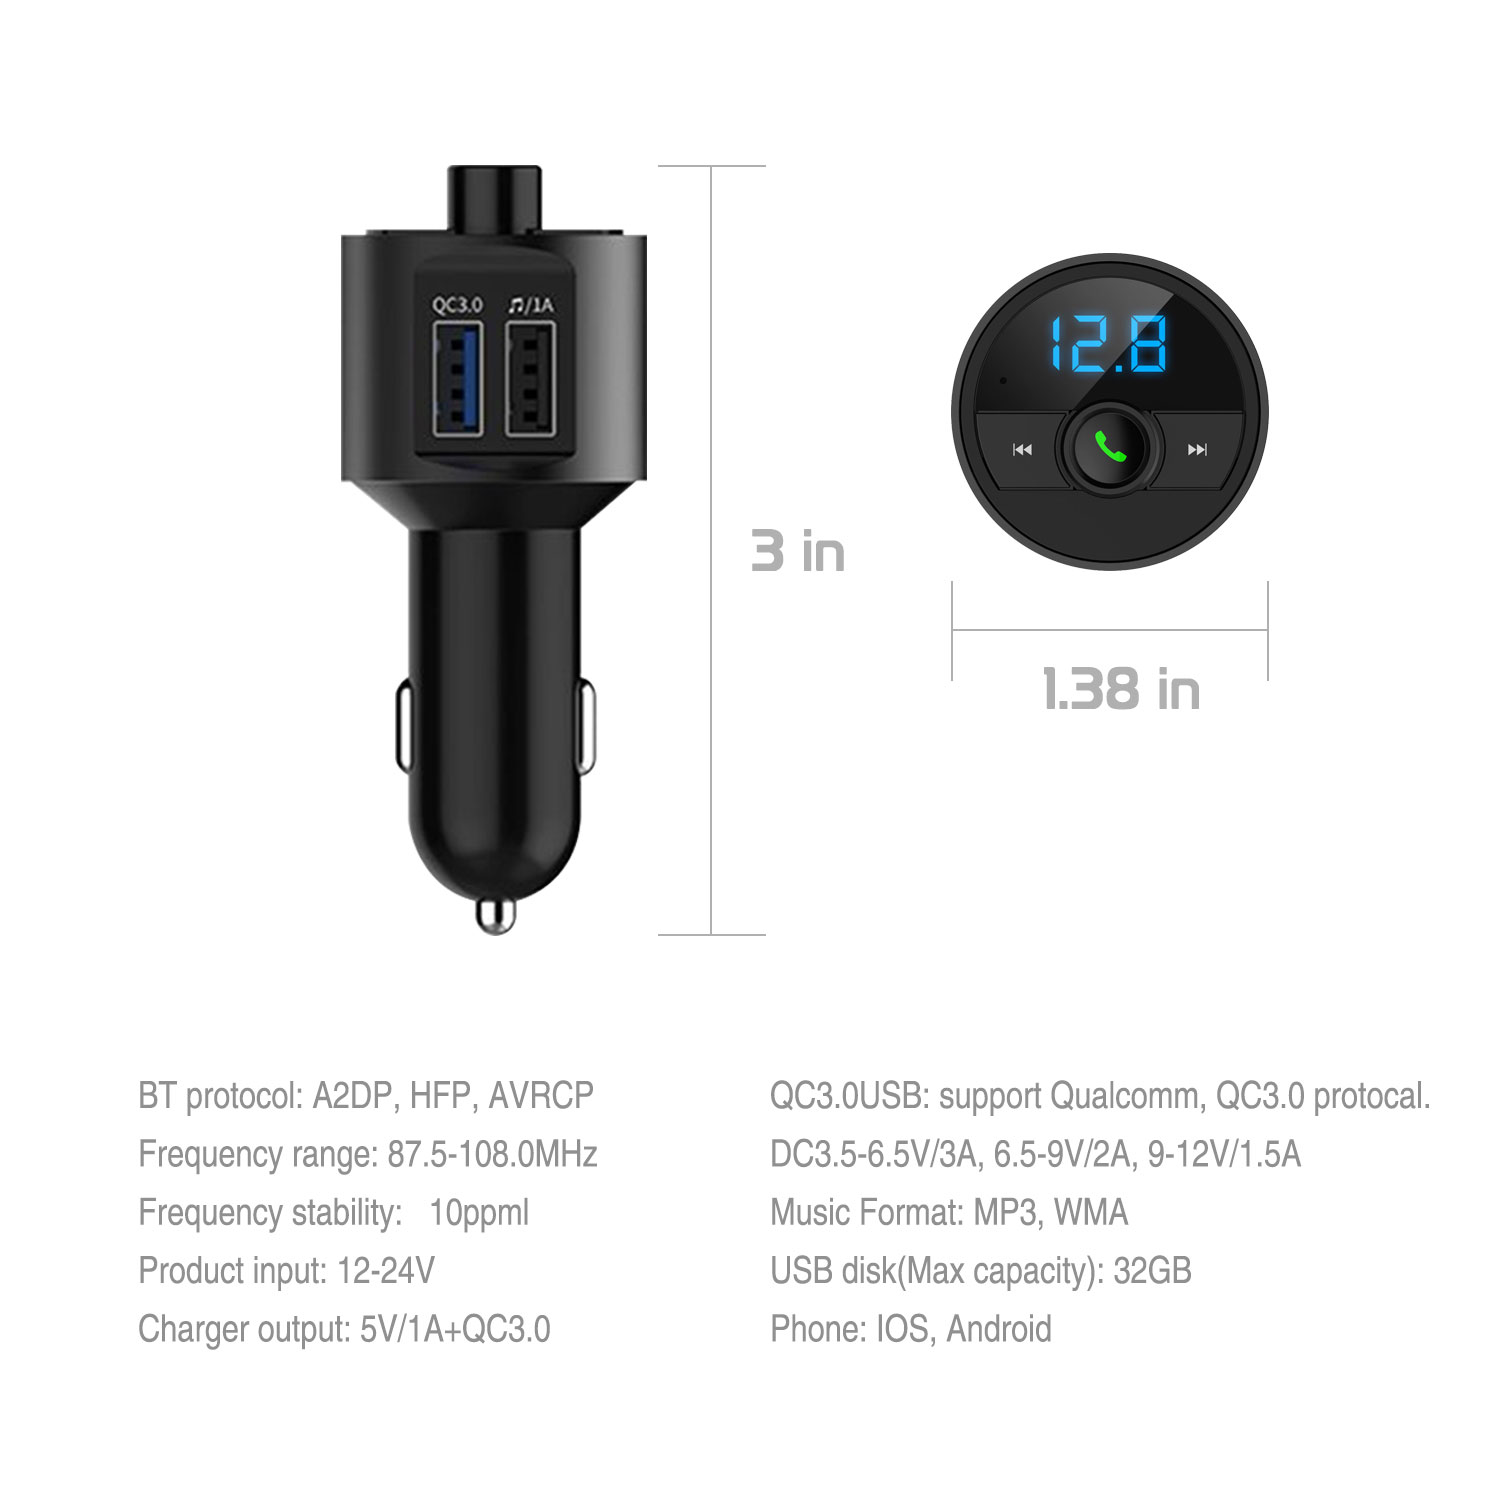 QC3.0 ♫/1A
12.8
3 in
1.38 in
BT protocol: A2DP, HFP, AVRCP
Frequency range: 87.5-108.0MHz
Frequency stability: 10ppml
Product input: 12-24V
Charger output: 5V/1A+QC3.0
QC3.0USB: support Qualcomm, QC3.0 protocal.
DC3.5-6.5V/3A, 6.5-9V/2A, 9-12V/1.5A
Music Format: MP3, WMA
USB disk(Max capacity): 32GB
Phone: IOS, Android